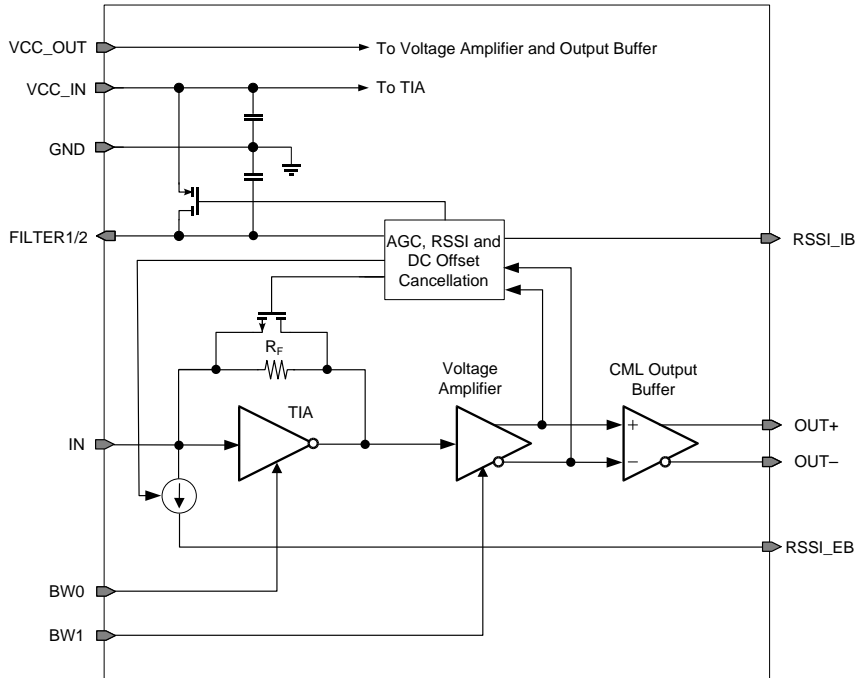 VCC_OUT
To Voltage Amplifier and Output Buffer
VCC_IN
To TIA
GND
FILTER1/2
AGC, RSSI and
DC Offset
Cancellation
RSSI_IB
RF
Voltage
Amplifier
CML Output
Buffer
TIA
IN
+
OUT+
−
OUT−
RSSI_EB
BW0
BW1